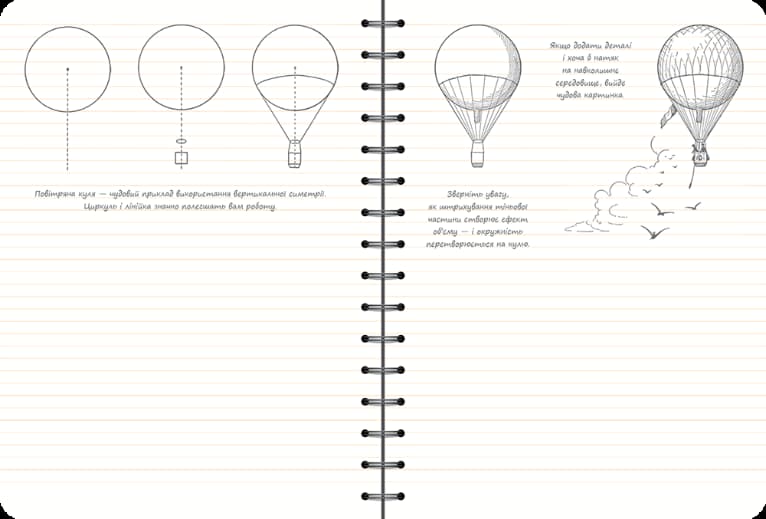 Повітряна куля — чудовий приклад використання вертикальної симетрії.
Циркуль і лінійка значно полегшать вам роботу.
Зверніть увагу,
як штрихування тіньової
частини створює ефект
об'єму — і окружність
перетворюється на кулю.
Якщо додати деталі
і хоча б натяк
на навколишнє
середовище, вийде
чудова картинка.